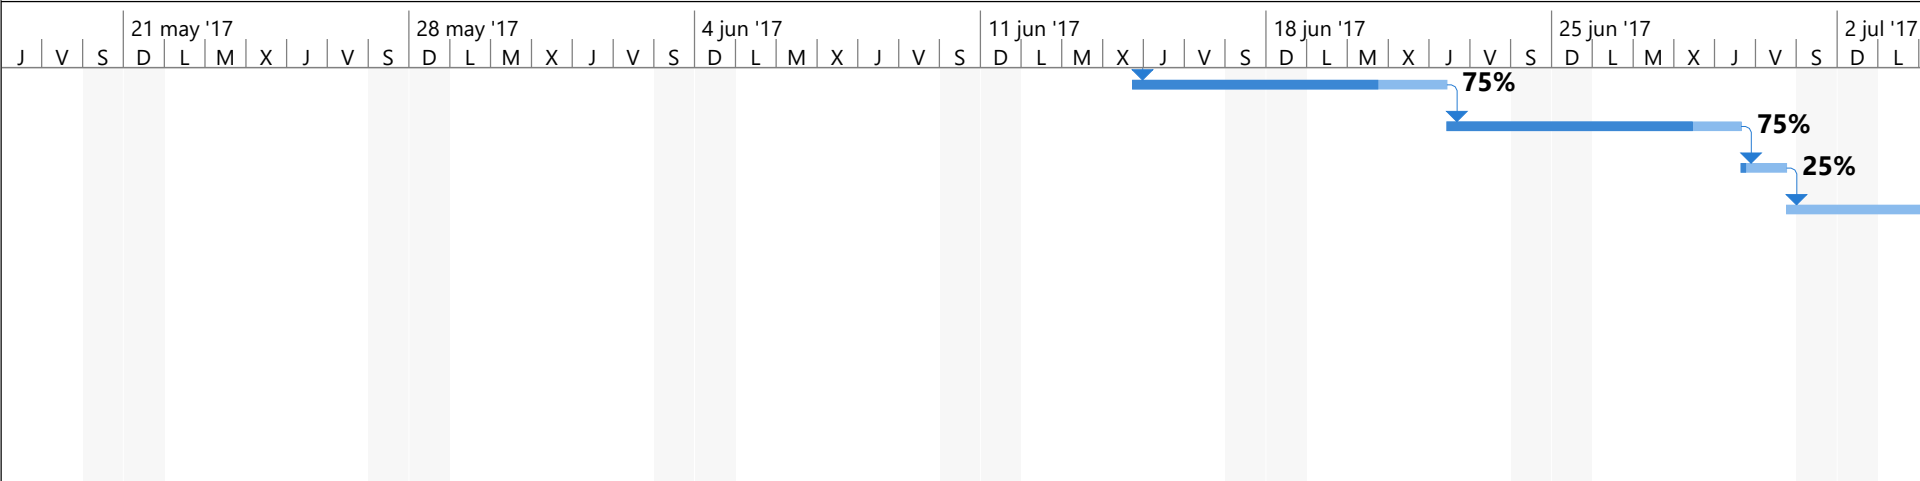 21 may '17 28 may '17 4 jun '17 11 jun '17 18 jun '17 25 jun '17 2 jul '17
J V S D L M X J V S D L M X J V S D L M X J V S D L M X J V S D L M X J V S D L M X J V S D L
75%
75%
25%